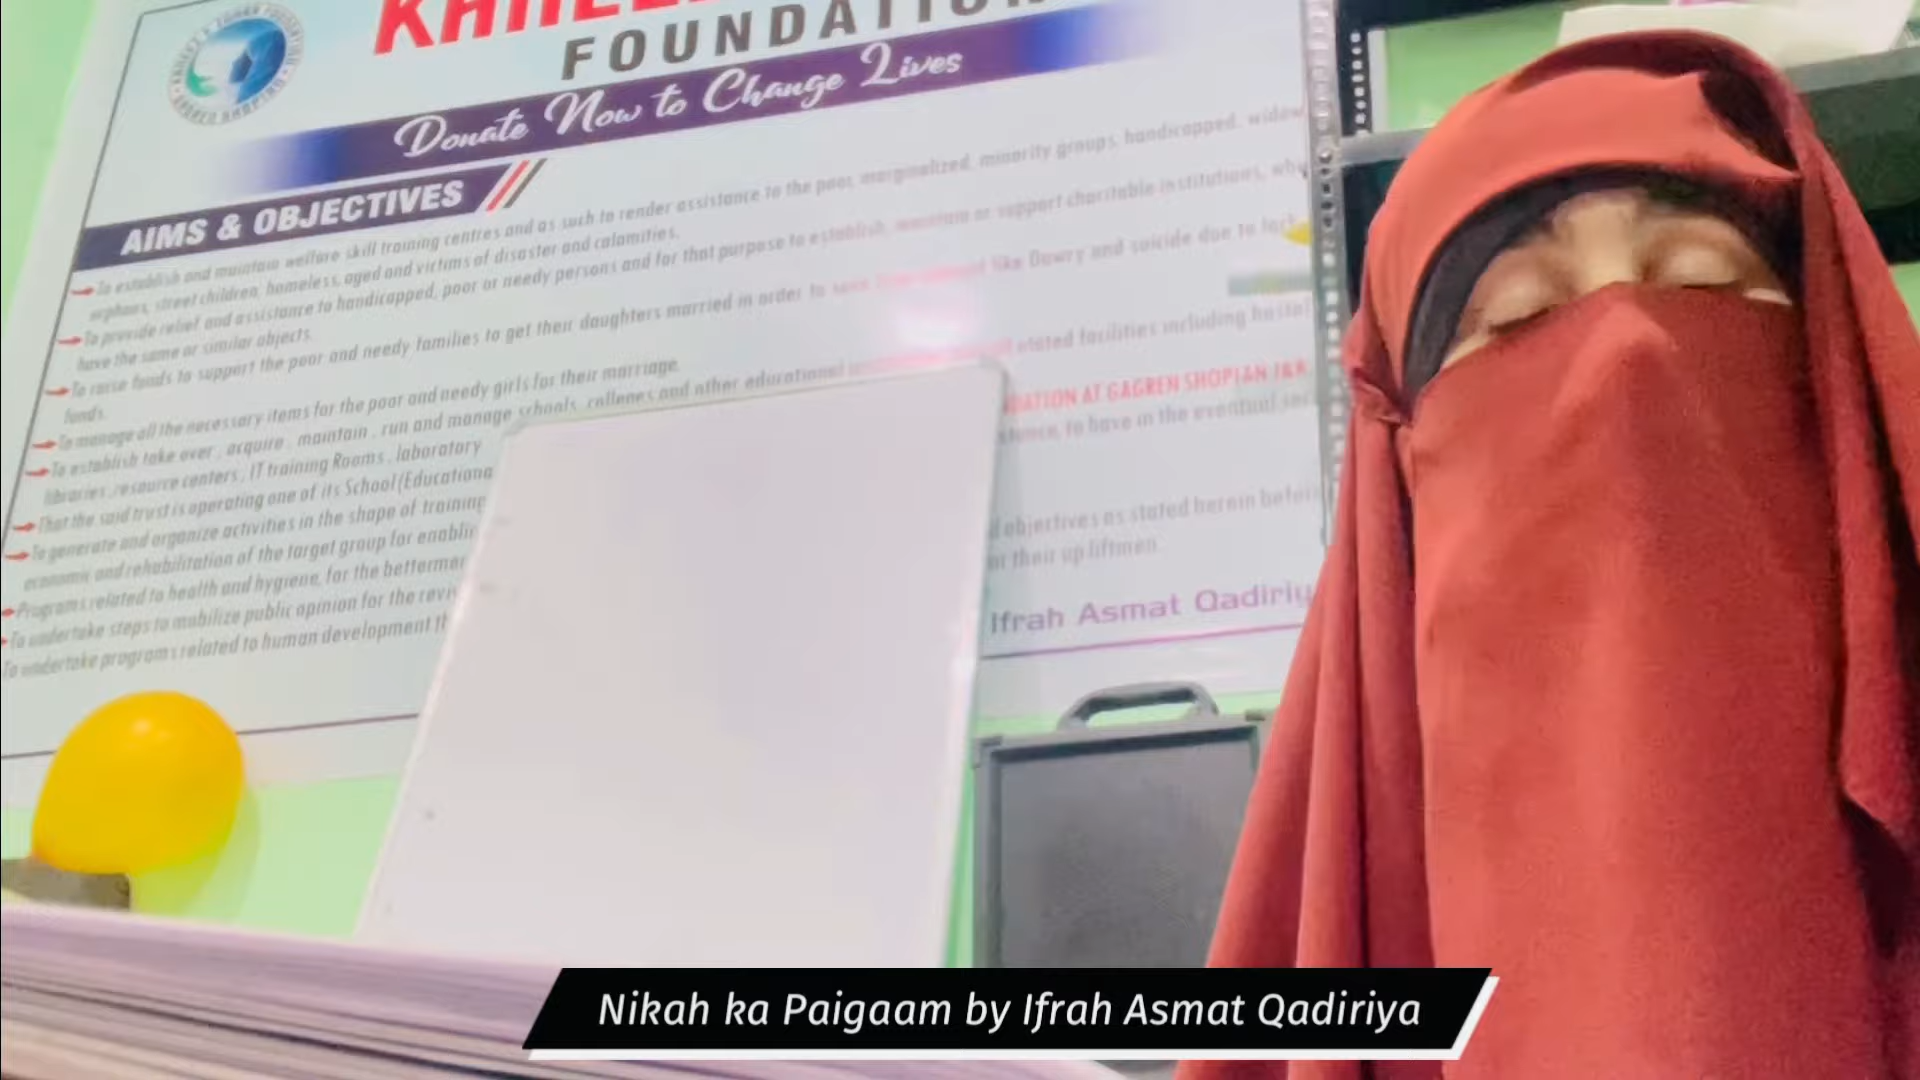 FOUNDATION
Donate Now to Change Lives
AIMS & OBJECTIVES
To establish and maintain welfare skill training centres and as such to render assistance to the poor, marginalized, minority groups, handicapped, widow
orphans, street children, homeless, aged and victims of disaster and calamities.
To provide relief and assistance to handicapped, poor or needy persons and for that purpose to establish, maintain or support charitable institutions, who
have the same or similar objects.
To raise funds to support the poor and needy families to get their daughters married in order to like Dowry and suicide due to
funds.
To manage all the necessary items for the poor and needy girls for their marriage.
To establish take over , acquire , maintain , run and manage schools, colleges and other educational stated facilities including
libraries ,resource centers , IT training Rooms , laboratory
That the said trust is operating one of its School (Educationa ATION AT GAGREN SHOPIAN J&K
To generate and organize activities in the shape of training to have in the eventual
economic and rehabilitation of the target group for
Programs related to health and hygiene, for the
To undertake steps to mobilize public opinion for the objectives as stated herein before
To undertake programs related to human development their up liftmen
Ifrah Asmat Qadiriy
Nikah ka Paigaam by Ifrah Asmat Qadiriya